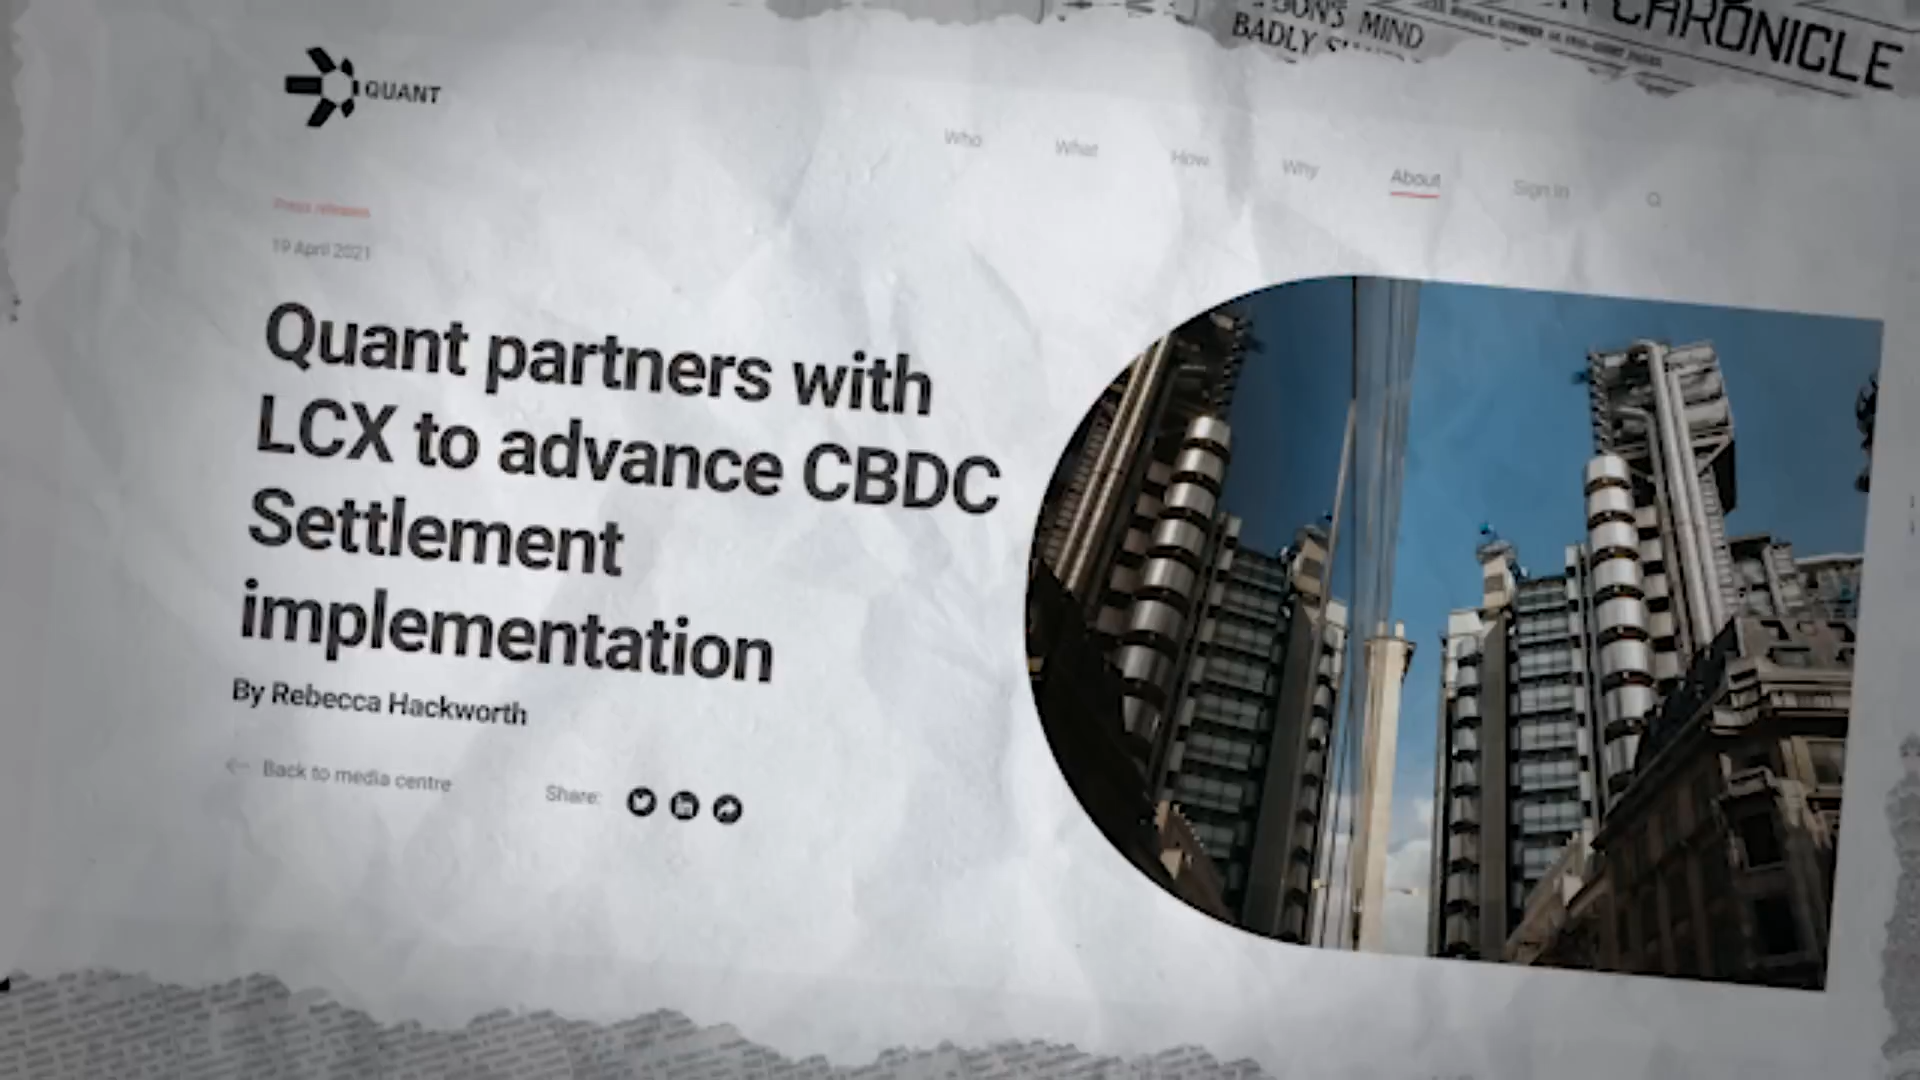 CHRONICLE
MIND
BADLY
QUANT
Who
What
How
Why
About
Sign In
Press releases
19 April 2021
Quant partners with
LCX to advance CBDC
Settlement
implementation
By Rebecca Hackworth
Back to media centre
Share: